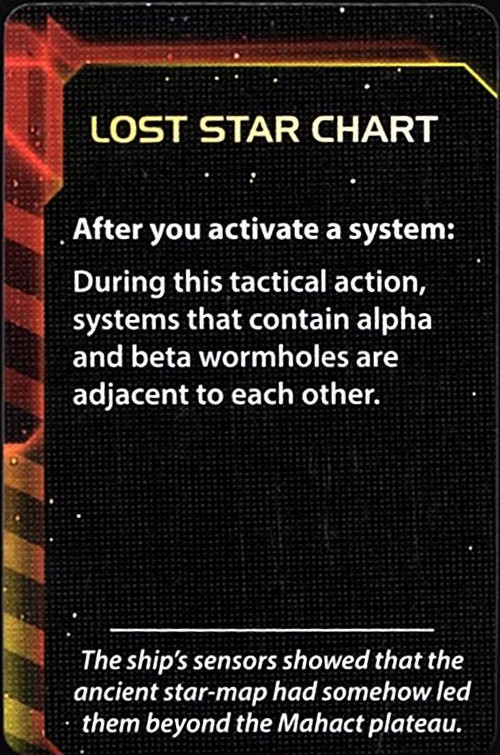 LOST STAR CHART
After you activate a system:
During this tactical action,
systems that contain alpha
and beta wormholes are
adjacent to each other.
The ship's sensors showed that the
ancient star-map had somehow led
them beyond the Mahact plateau.